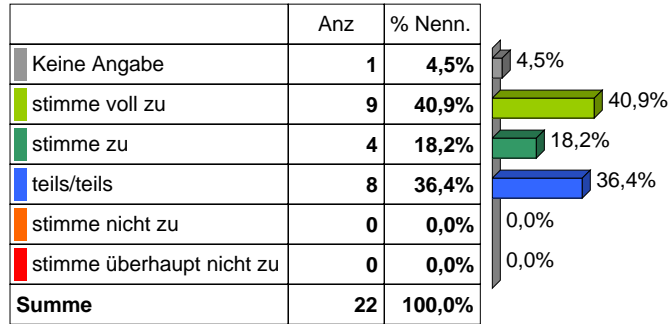 Anz % Nenn.
Keine Angabe 1 4,5% 4,5%
stimme voll zu 9 40,9% 40,9%
stimme zu 4 18,2% 18,2%
teils/teils 8 36,4% 36,4%
stimme nicht zu 0 0,0% 0,0%
stimme überhaupt nicht zu 0 0,0% 0,0%
Summe 22 100,0%